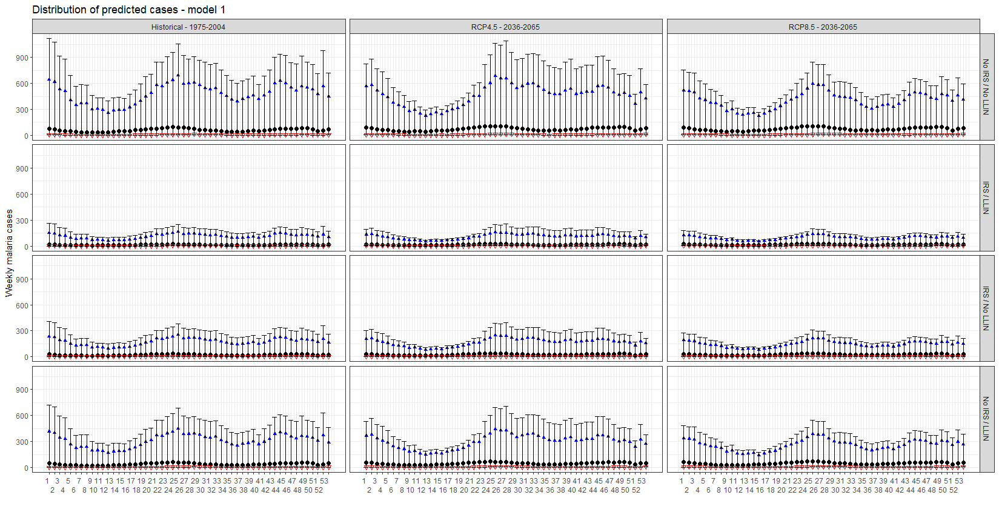 Distribution of predicted cases - model 1
Historical - 1975-2004
RCP4.5 - 2036-2065
RCP8.5 - 2036-2065
Weekly malaria cases
900
600
300
0
No IRS / No LLIN
900
600
300
0
IRS / LLIN
900
600
300
0
IRS / No LLIN
900
600
300
0
No IRS / LLIN
1 3 5 7 9 11 13 15 17 19 21 23 25 27 29 31 33 35 37 39 41 43 45 47 49 51 53
2 4 6 8 10 12 14 16 18 20 22 24 26 28 30 32 34 36 38 40 42 44 46 48 50 52
1 3 5 7 9 11 13 15 17 19 21 23 25 27 29 31 33 35 37 39 41 43 45 47 49 51 53
2 4 6 8 10 12 14 16 18 20 22 24 26 28 30 32 34 36 38 40 42 44 46 48 50 52
1 3 5 7 9 11 13 15 17 19 21 23 25 27 29 31 33 35 37 39 41 43 45 47 49 51 53
2 4 6 8 10 12 14 16 18 20 22 24 26 28 30 32 34 36 38 40 42 44 46 48 50 52